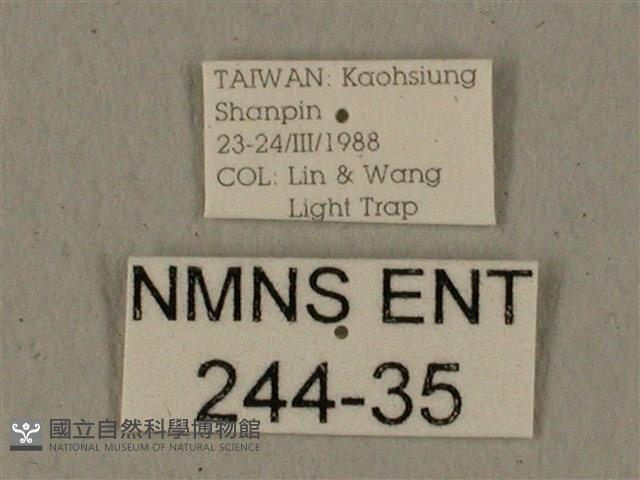 TAIWAN: Kaohsiung
Shanpin
23-24/III/1988
COL: Lin & Wang
Light Trap
NMNS ENT
244-35
國立自然科學博物館
NATIONAL MUSEUM OF NATURAL SCIENCE